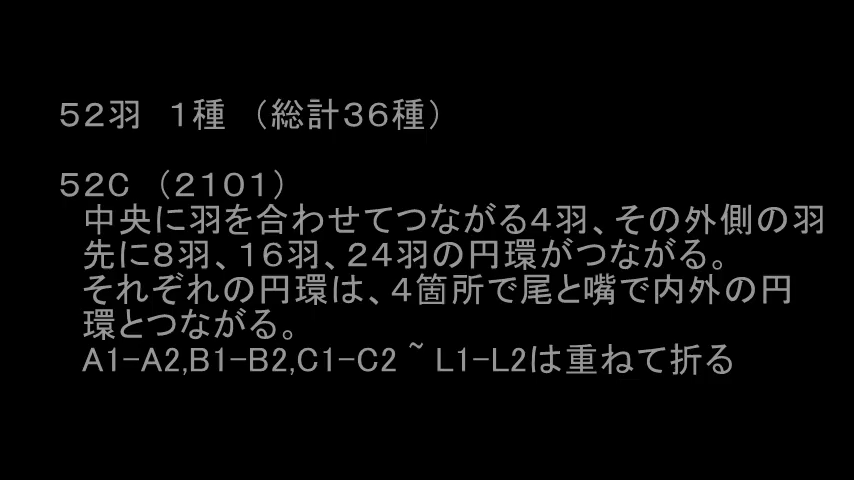 ５２羽　１種　（総計３６種）
５２C　（２１０１）
中央に羽を合わせてつながる４羽、その外側の羽
先に８羽、１６羽、２４羽の円環がつながる。
それぞれの円環は、４箇所で尾と嘴で内外の円
環とつながる。
A1-A2,B1-B2,C1-C2 ~ L1-L2は重ねて折る